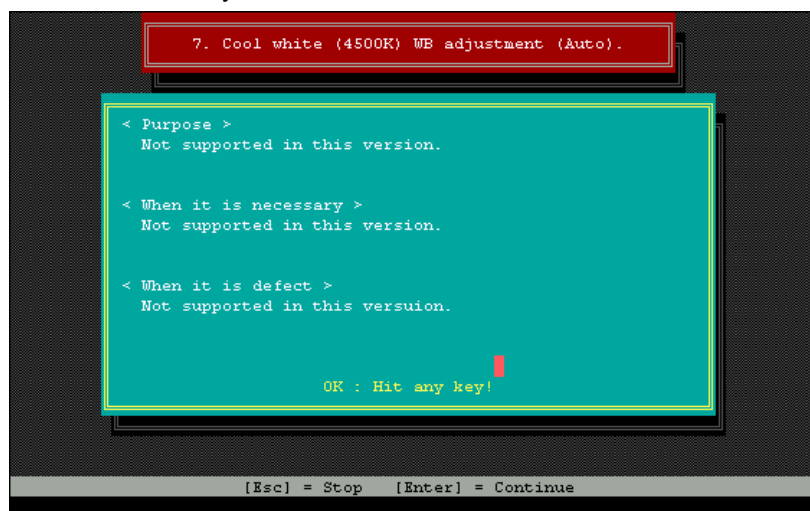 7. Cool white (4500K) WB adjustment (Auto).
< Purpose >
Not supported in this version.
< When it is necessary >
Not supported in this version.
< When it is defect >
Not supported in this versuion.
OK : Hit any key!
[Esc] = Stop [Enter] = Continue